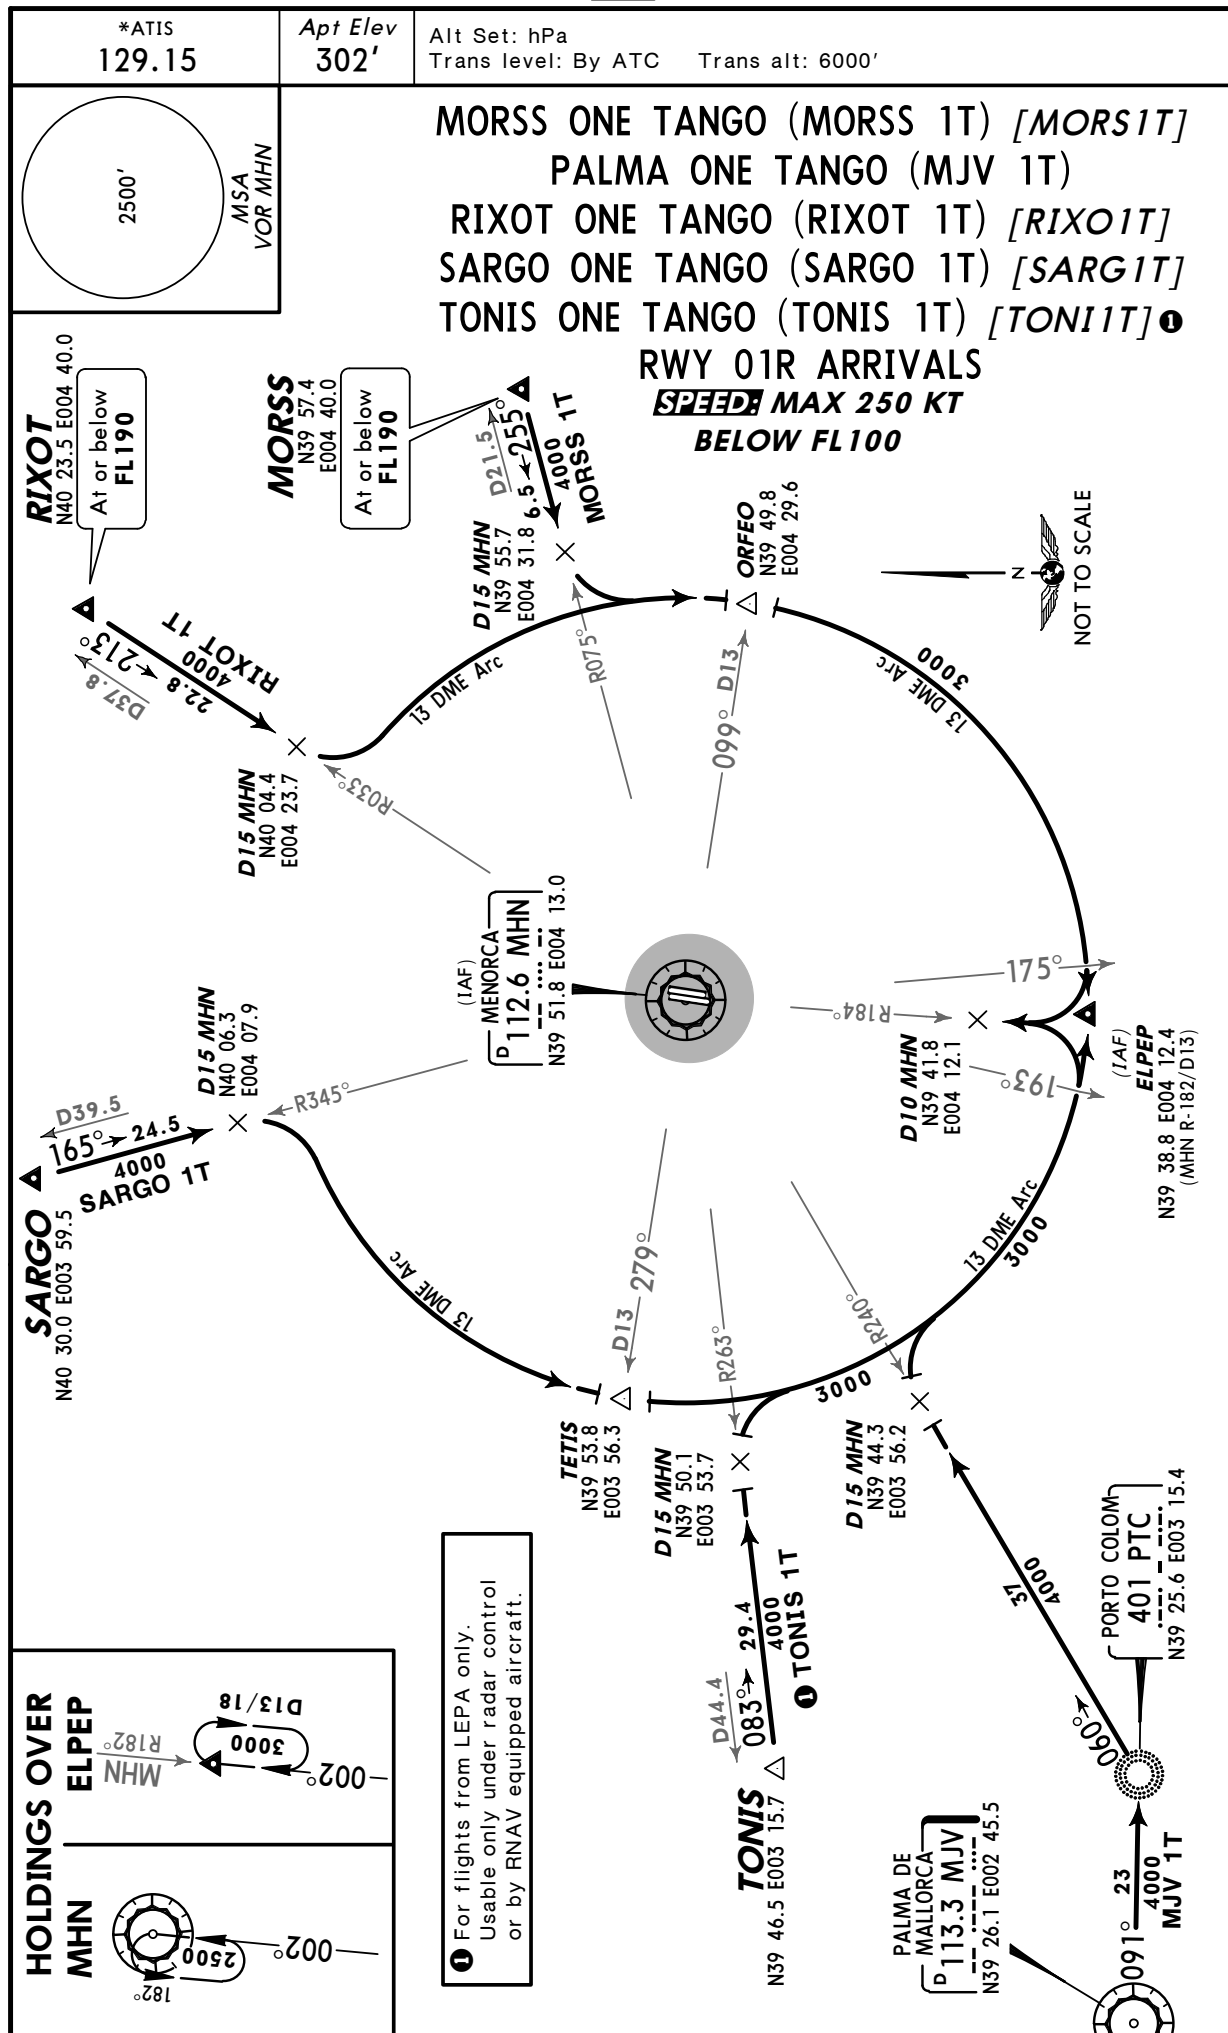 *ATIS
129.15
Apt Elev
302'
Alt Set: hPa
Trans level: By ATC Trans alt: 6000'
2500'
MSA
VOR MHN
MORSS ONE TANGO (MORSS 1T) [MORS1T]
PALMA ONE TANGO (MJV 1T)
RIXOT ONE TANGO (RIXOT 1T) [RIXO1T]
SARGO ONE TANGO (SARGO 1T) [SARG1T]
TONIS ONE TANGO (TONIS 1T) [TONI1T] ❶
RWY 01R ARRIVALS
SPEED: MAX 250 KT
BELOW FL100
RIXOT
N40 23.5 E004 40.0
At or below
FL190
MORSS
N39 57.4
E004 40.0
At or below
FL190
D21.5
255°
6.5
4000
MORSS 1T
D15 MHN
N39 55.7
E004 31.8
ORFEO
N39 49.8
E004 29.6
N
NOT TO SCALE
D37.8
213°
22.8
4000
RIXOT 1T
13 DME Arc
R075°
099° D13
3000
13 DME Arc
D15 MHN
N40 04.4
E004 23.7
R033°
(IAF)
MENORCA
D 112.6 MHN
N39 51.8 E004 13.0
175°
R184°
D10 MHN
N39 41.8
E004 12.1
193°
(IAF)
ELPEP
N39 38.8 E004 12.4
(MHN R-182/D13)
D15 MHN
N40 06.3
E004 07.9
R345°
D39.5
165°
24.5
4000
SARGO 1T
SARGO
N40 30.0 E003 59.5
13 DME Arc
D13 279°
R263°
R240°
13 DME Arc
3000
3000
TETIS
N39 53.8
E003 56.3
D15 MHN
N39 50.1
E003 53.7
D15 MHN
N39 44.3
E003 56.2
❶ For flights from LEPA only.
Usable only under radar control
or by RNAV equipped aircraft.
D44.4
083°
29.4
4000
❶ TONIS 1T
TONIS
N39 46.5 E003 15.7
37
4000
060°
PORTO COLOM
401 PTC
N39 25.6 E003 15.4
PALMA DE
MALLORCA
D 113.3 MJV
N39 26.1 E002 45.5
091°
23
4000
MJV 1T
HOLDINGS OVER
ELPEP
MHN
R182°
D13/18
3000
002°
MHN
2500
002°
182°